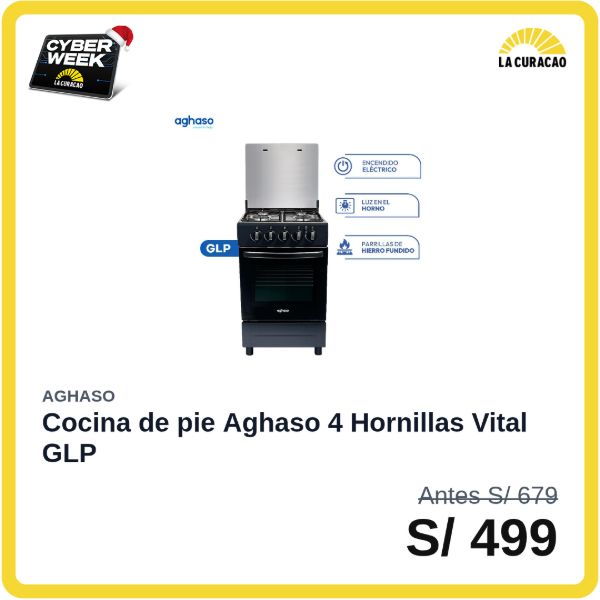 CYBER
WEEK
LA CURACAO
LA CURACAO
aghaso
ENCENDIDO
ELÉCTRICO
LUZ EN EL
HORNO
GLP
PARRILLAS DE
HIERRO FUNDIDO
aghaso
AGHASO
Cocina de pie Aghaso 4 Hornillas Vital
GLP
Antes S/ 679
S/ 499